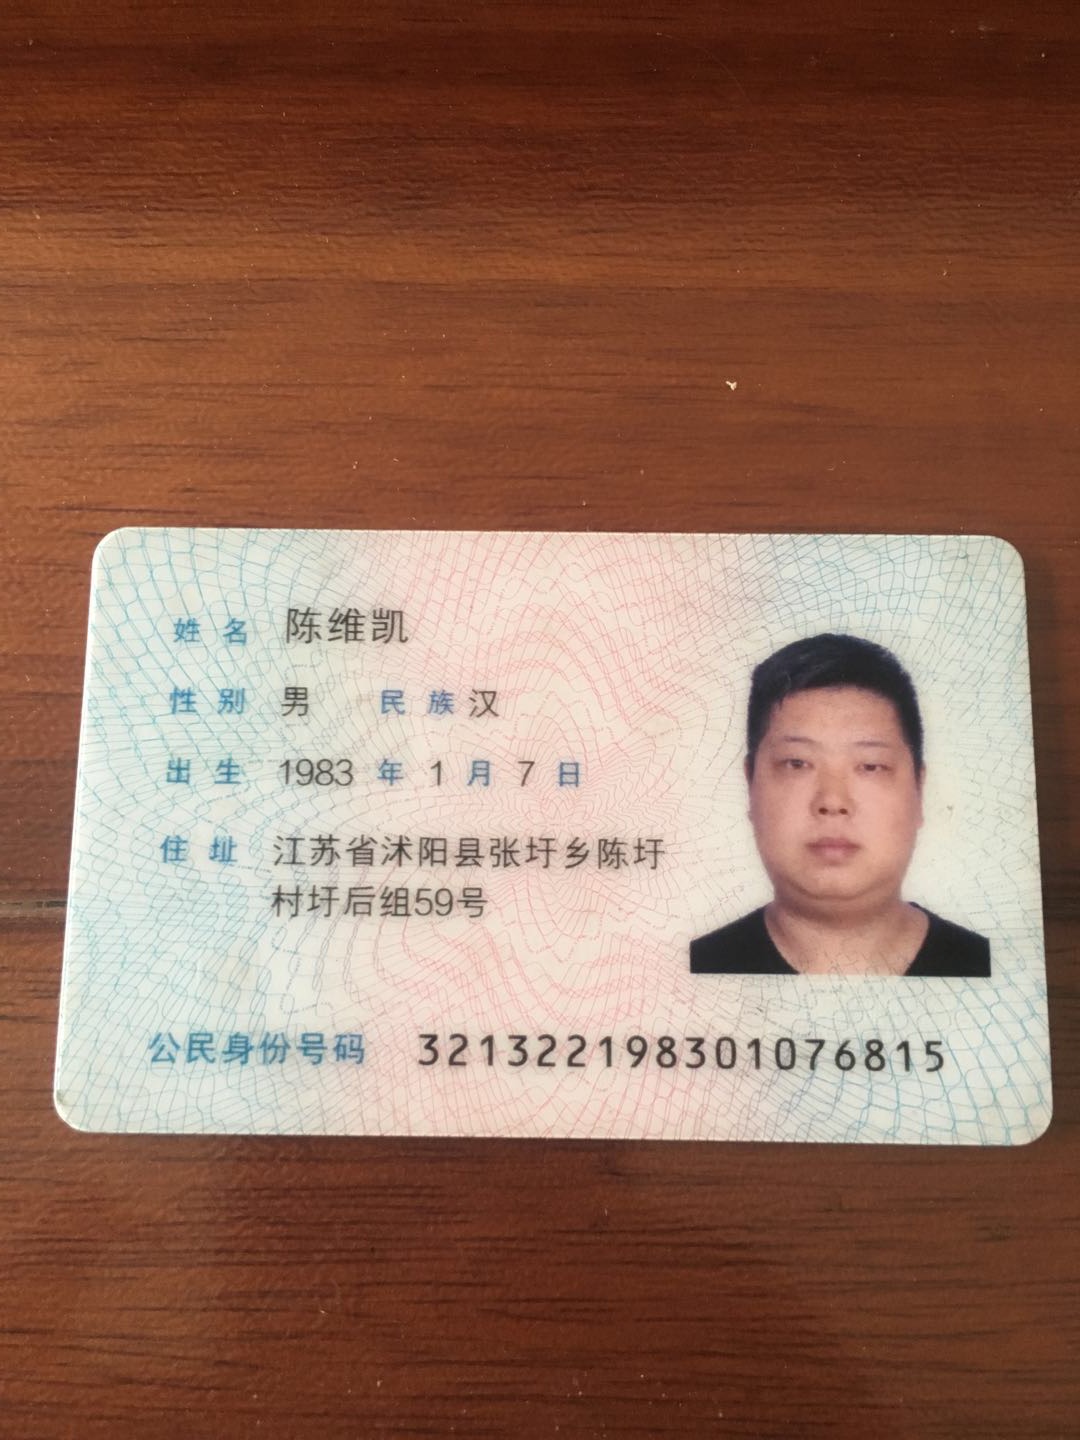 姓名 陈维凯
性别 男 民族 汉
出生 1983 年 1 月 7 日
住址 江苏省沭阳县张圩乡陈圩
村圩后组59号
公民身份号码 321322198301076815